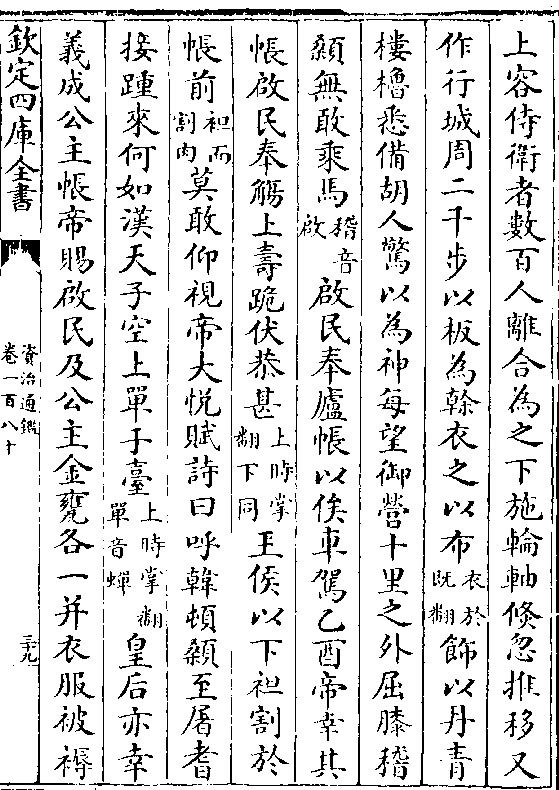 上容侍衛者數百人離合為之下施輪軸倏忽推移又
作行城周二千步以板為榦衣之以布衣於既翻飾以丹青
樓櫓悉備胡人驚以為神每望御營十里之外屈膝稽
顙無敢乘馬稽音啟啟民奉廬帳以俟車駕乙酉帝幸其
帳啟民奉觴上壽跪伏恭甚上時掌翻下同王侯以下袒割於
帳前袒而割肉莫敢仰視帝大悅賦詩曰呼韓頓顙至屠耆
接踵來何如漢天子空上單于臺上時掌翻單音蟬皇后亦幸
義成公主帳帝賜啟民及公主金甕各一并衣服被褥
欽定四庫全書
資治通鑑
卷一百八十
三十九